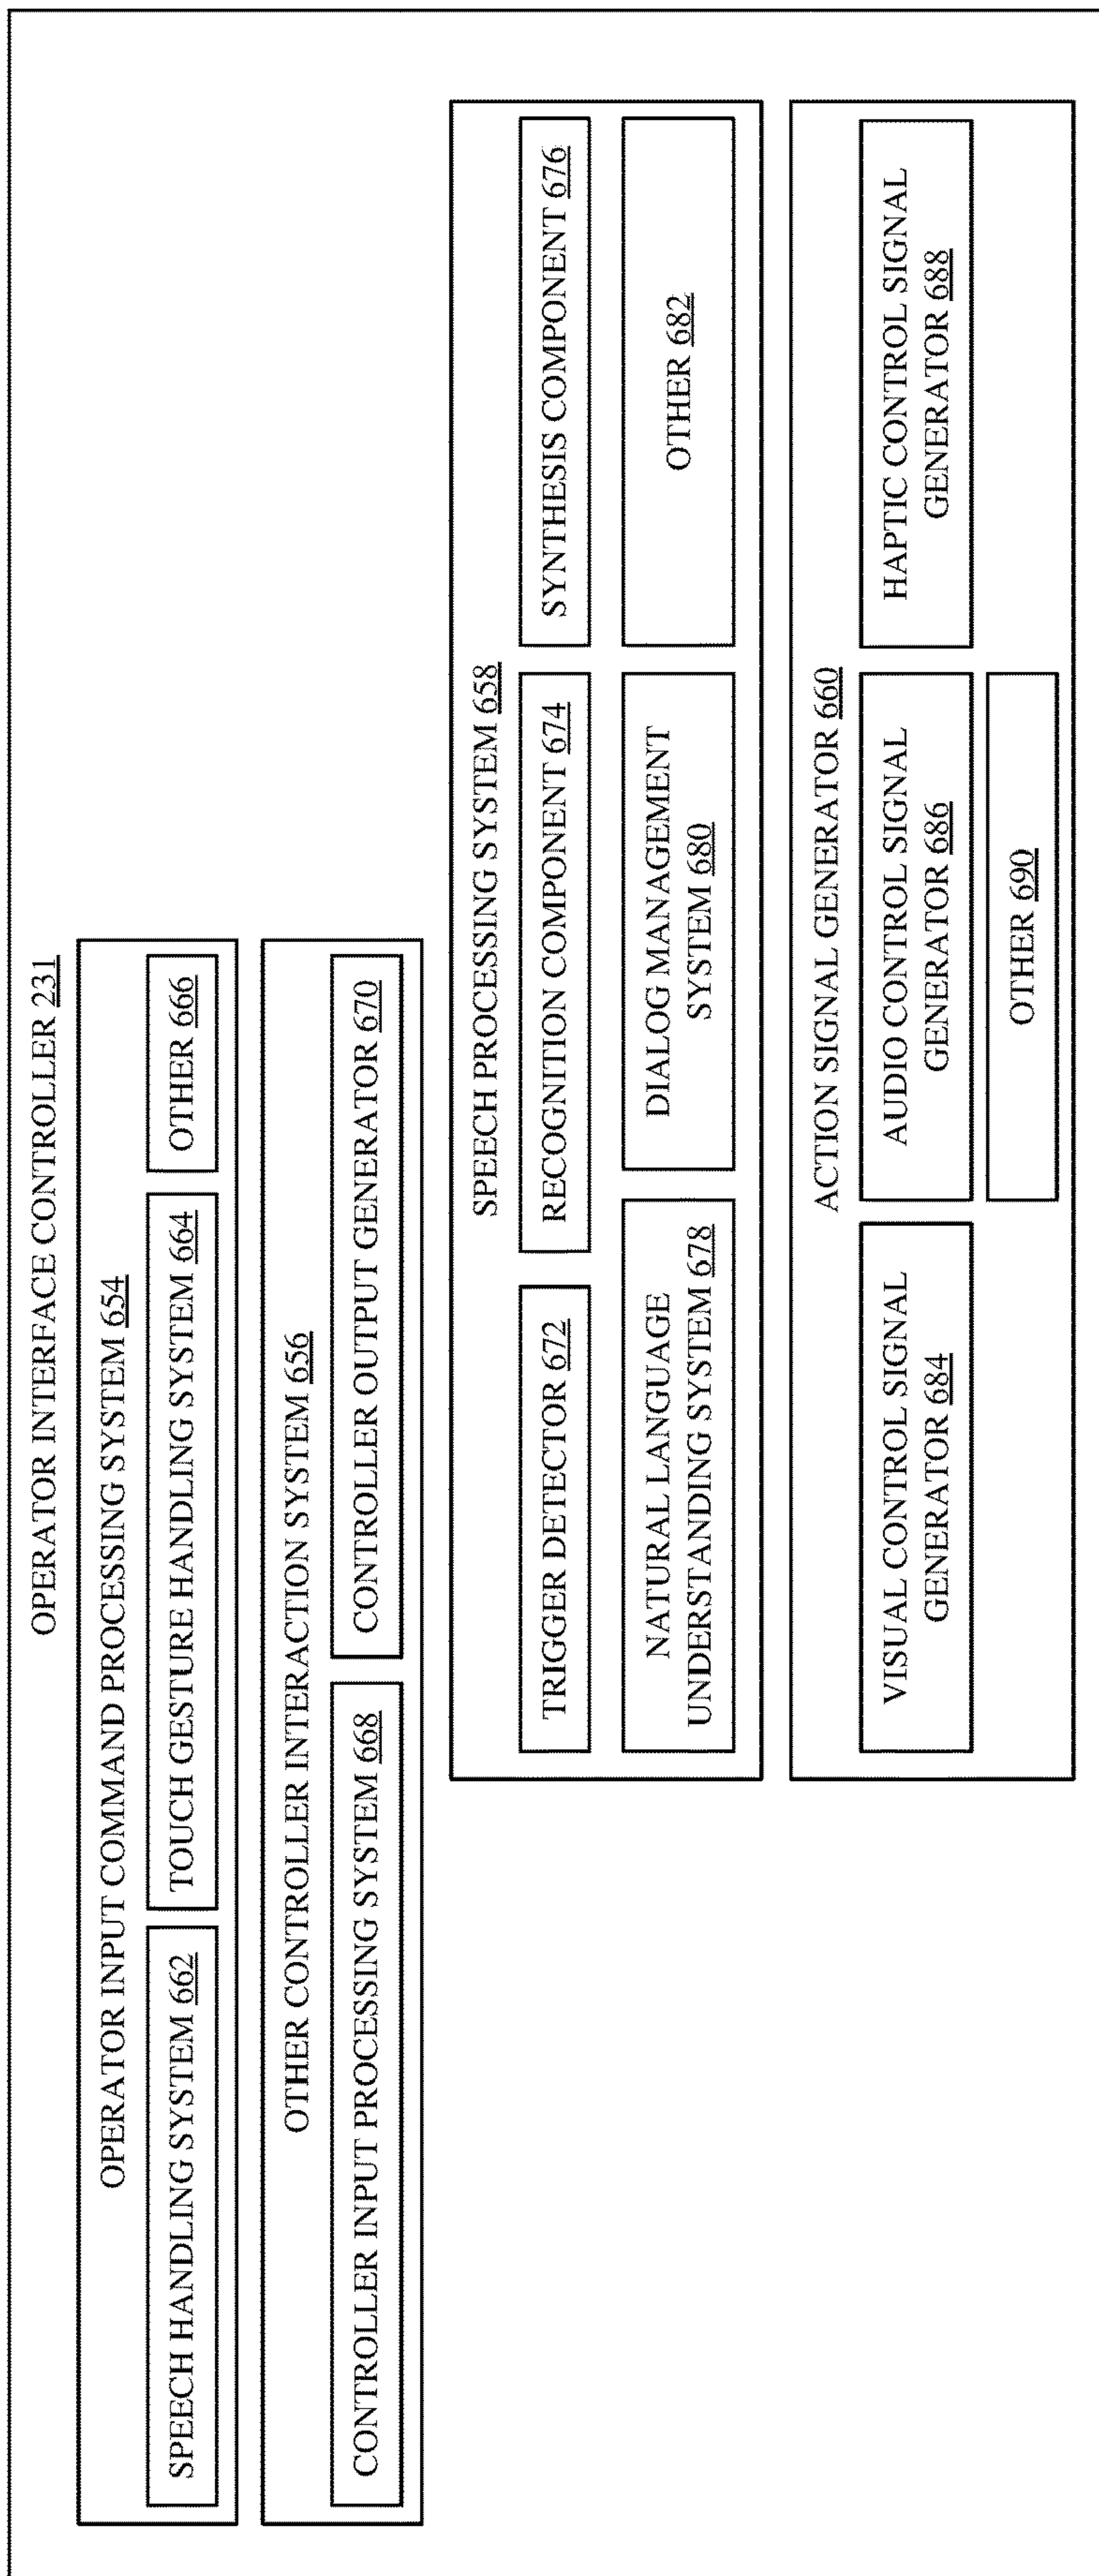 OPERATOR INTERFACE CONTROLLER 231
OPERATOR INPUT COMMAND PROCESSING SYSTEM 654
SPEECH HANDLING SYSTEM 662
TOUCH GESTURE HANDLING SYSTEM 664
OTHER 666
OTHER CONTROLLER INTERACTION SYSTEM 656
CONTROLLER INPUT PROCESSING SYSTEM 668
CONTROLLER OUTPUT GENERATOR 670
SPEECH PROCESSING SYSTEM 658
TRIGGER DETECTOR 672
RECOGNITION COMPONENT 674
SYNTHESIS COMPONENT 676
NATURAL LANGUAGE
UNDERSTANDING SYSTEM 678
DIALOG MANAGEMENT
SYSTEM 680
OTHER 682
ACTION SIGNAL GENERATOR 660
VISUAL CONTROL SIGNAL
GENERATOR 684
AUDIO CONTROL SIGNAL
GENERATOR 686
HAPTIC CONTROL SIGNAL
GENERATOR 688
OTHER 690